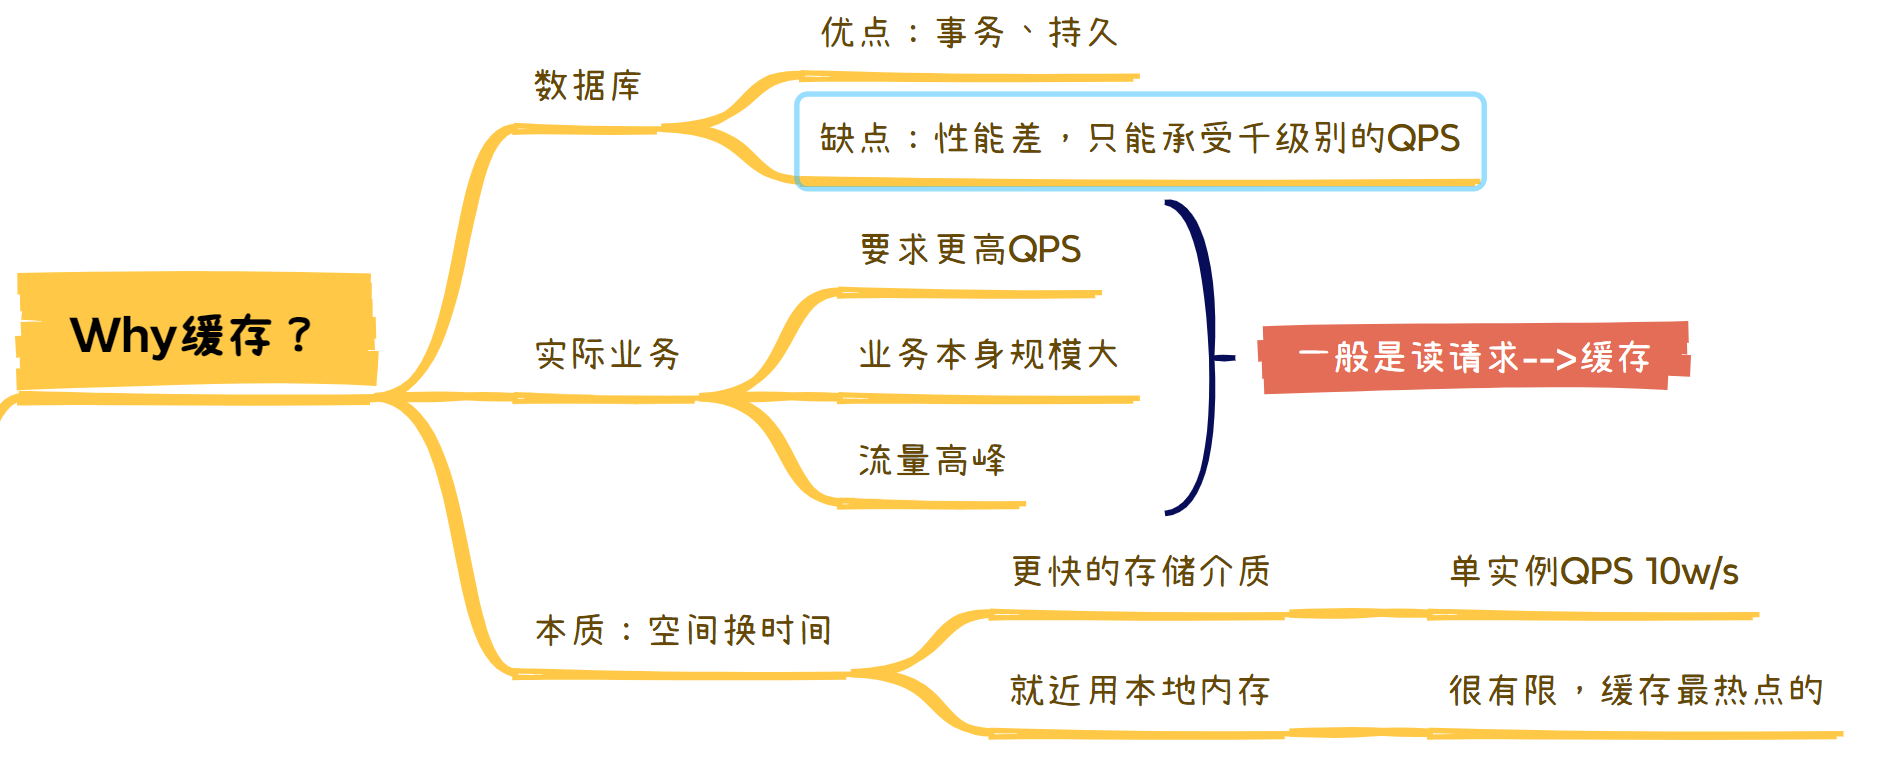 Why缓存？
数据库
优点：事务、持久
缺点：性能差，只能承受千级别的QPS
实际业务
要求更高QPS
业务本身规模大
流量高峰
一般是读请求-->缓存
本质：空间换时间
更快的存储介质
单实例QPS 10w/s
就近用本地内存
很有限，缓存最热点的